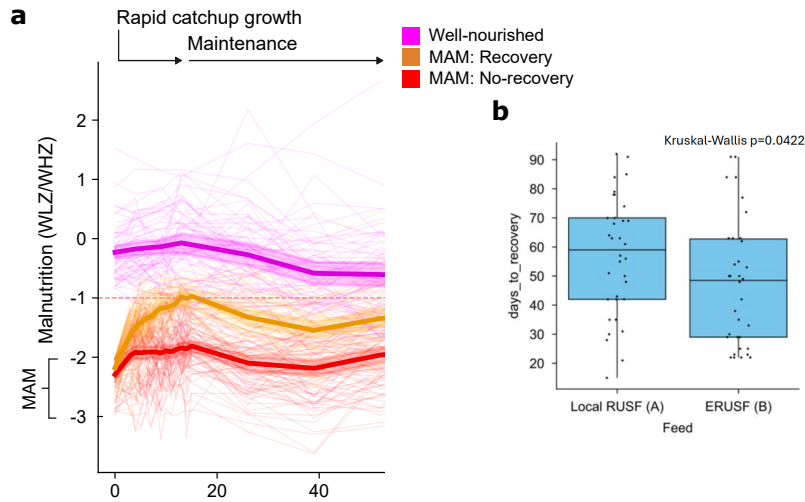 a
Rapid catchup growth
Maintenance
Well-nourished
MAM: Recovery
MAM: No-recovery
Malnutrition (WLZ/WHZ)
MAM
2
1
0
-1
-2
-3
0
20
40
b
Kruskal-Wallis p=0.0422
days_to_recovery
90
80
70
60
50
40
30
20
Local RUSF (A)
ERUSF (B)
Feed